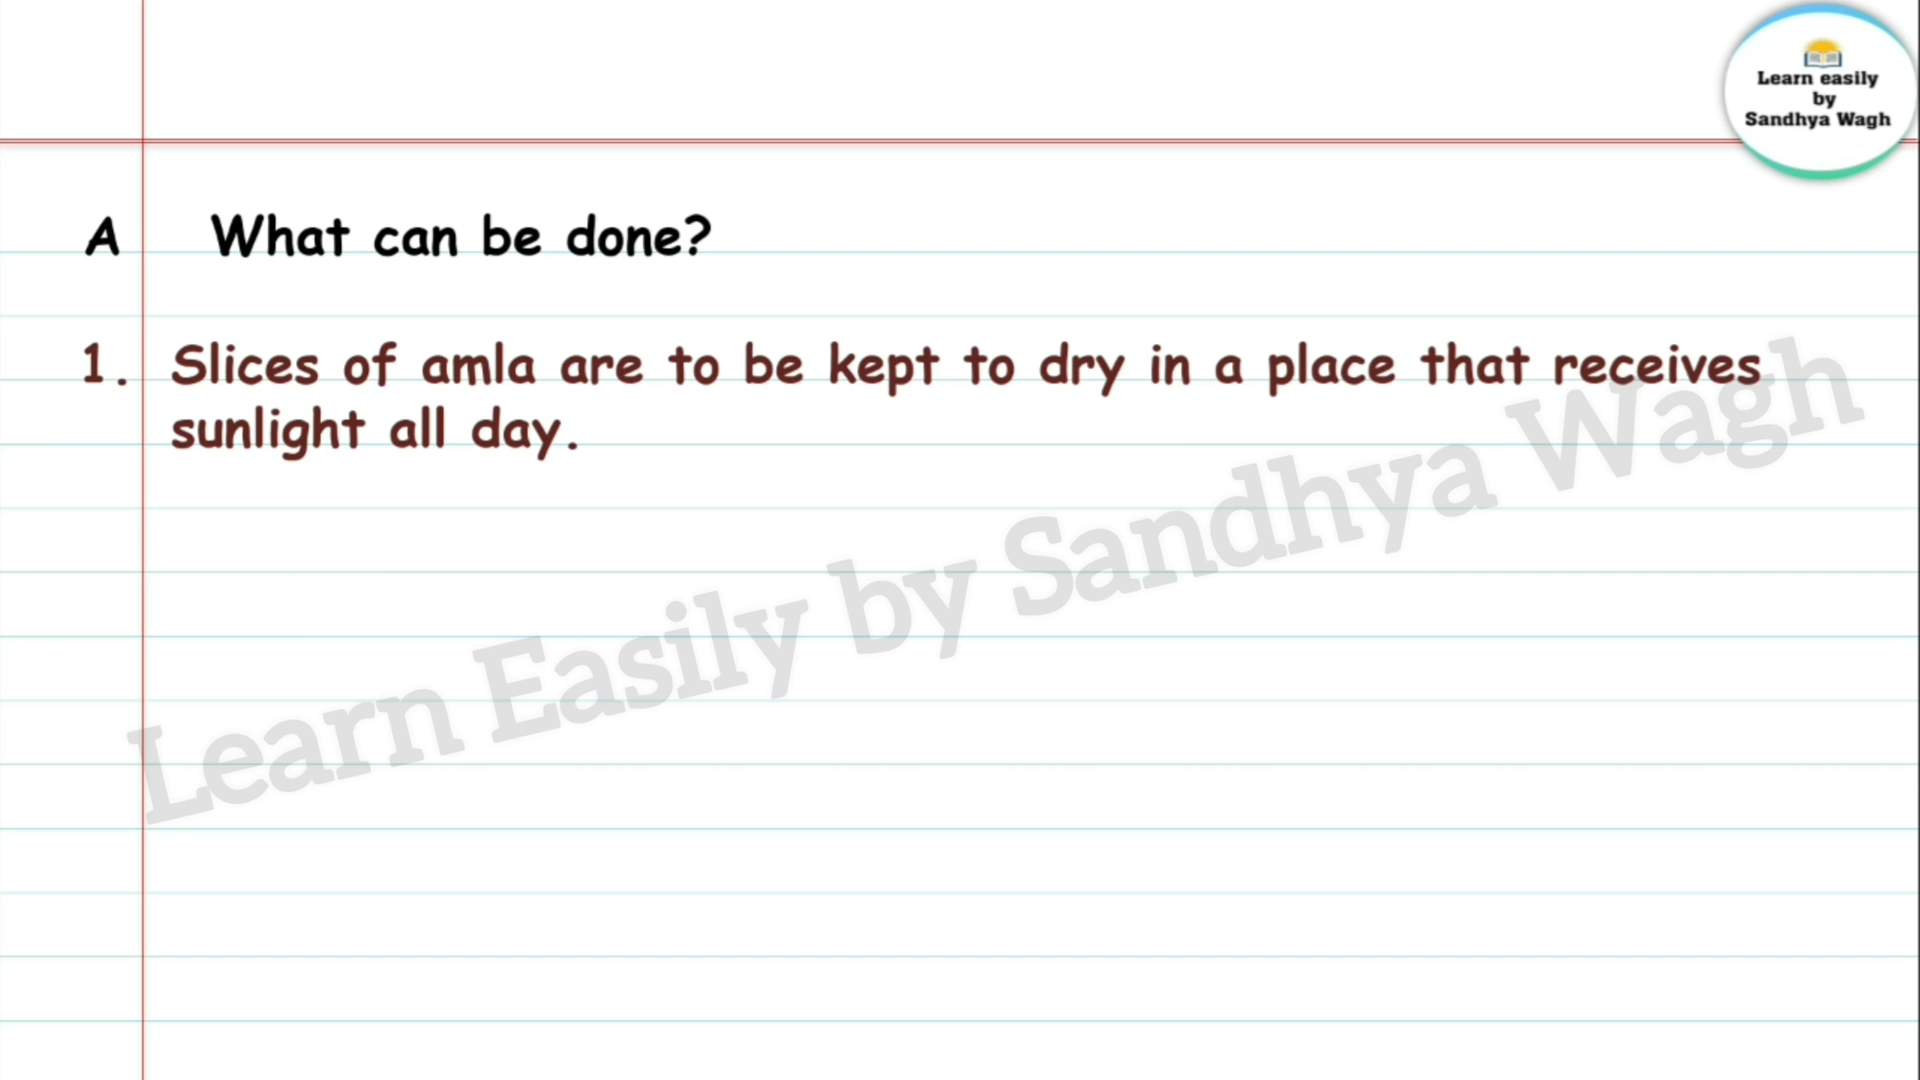 Learn easily
by
Sandhya Wagh
A What can be done?
1. Slices of amla are to be kept to dry in a place that receives
sunlight all day.
Learn Easily by Sandhya Wagh